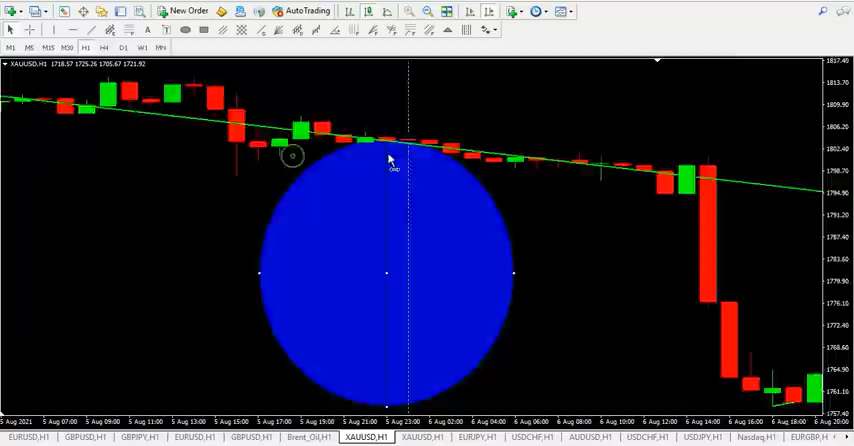 New Order
AutoTrading
A
T
M1 M5 M15 M30 H1 H4 D1 W1 MN
XAUUSD,H1 1718.57 1725.26 1705.67 1721.92
1817.40
1813.70
1809.90
1806.20
1802.40
1798.70
1794.90
1791.20
1787.40
1783.60
1779.90
1776.10
1772.40
1768.60
1764.90
1761.10
1757.40
5 Aug 2021 5 Aug 07:00 5 Aug 09:00 5 Aug 11:00 5 Aug 13:00 5 Aug 15:00 5 Aug 17:00 5 Aug 19:00 5 Aug 21:00 5 Aug 23:00 6 Aug 02:00 6 Aug 04:00 6 Aug 06:00 6 Aug 08:00 6 Aug 10:00 6 Aug 12:00 6 Aug 14:00 6 Aug 16:00 6 Aug 18:00 6 Aug 20:00
EURUSD,H1 GBPUSD,H1 GBPJPY,H1 EURUSD,H1 GBPUSD,H1 Brent_Oil,H1 XAUUSD,H1 XAUUSD,H1 EURJPY,H1 USDCHF,H1 AUDUSD,H1 USDCHF,H1 USDJPY,H1 Nasdaq,H1 EURGBP,H